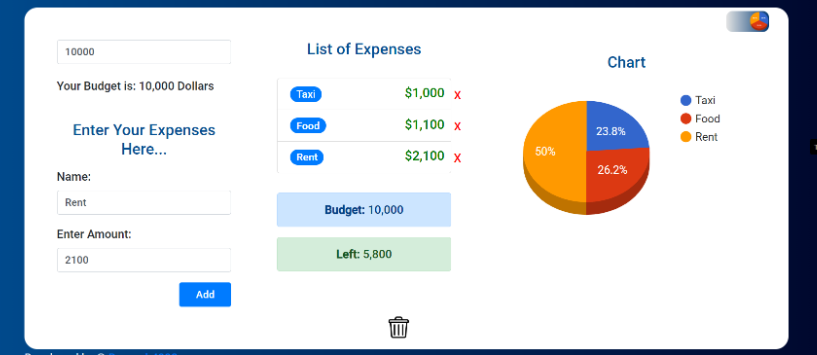 10000
Your Budget is: 10,000 Dollars
Enter Your Expenses
Here...
Name:
Rent
Enter Amount:
2100
Add
List of Expenses
Taxi $1,000 x
Food $1,100 x
Rent $2,100 x
Budget: 10,000
Left: 5,800
Chart
23.8%
50%
26.2%
Taxi
Food
Rent